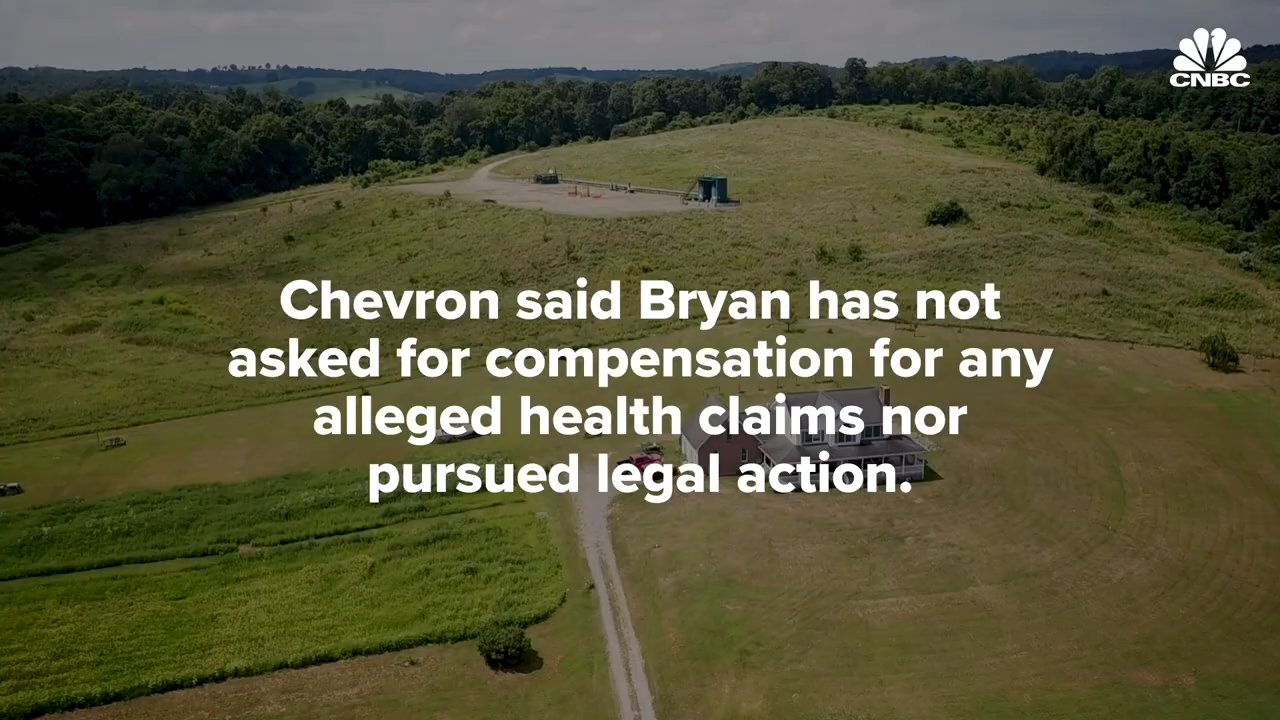 CNBC
Chevron said Bryan has not
asked for compensation for any
alleged health claims nor
pursued legal action.